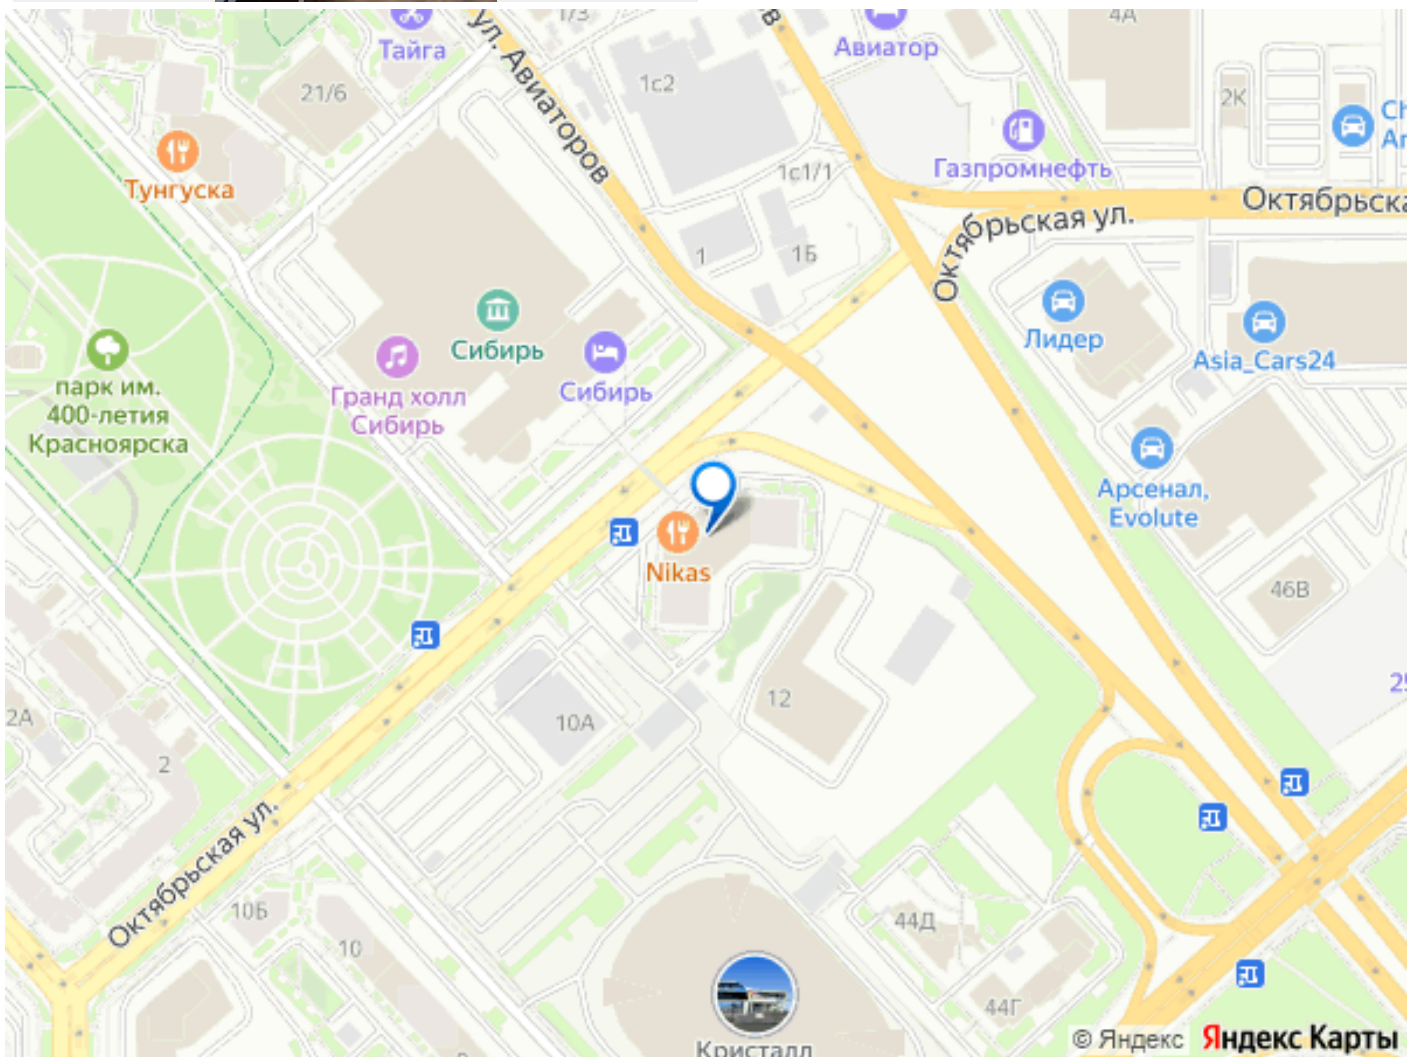 1/3
4А
ул. Авиаторов
Тайга
Авиатор
1с2
21/6
2К
Газпромнефть
1с1/1
Тунгуска
Октябрьска
Октябрьская ул.
1
1Б
Сибирь
Лидер
Asia_Cars24
Гранд холл
Сибирь
Сибирь
парк им.
400-летия
Красноярска
Арсенал,
Evolute
Nikas
46В
2А
12
10А
2
Октябрьская ул.
10Б
10
44Д
44Г
Кристалл
© Яндекс Яндекс Карты